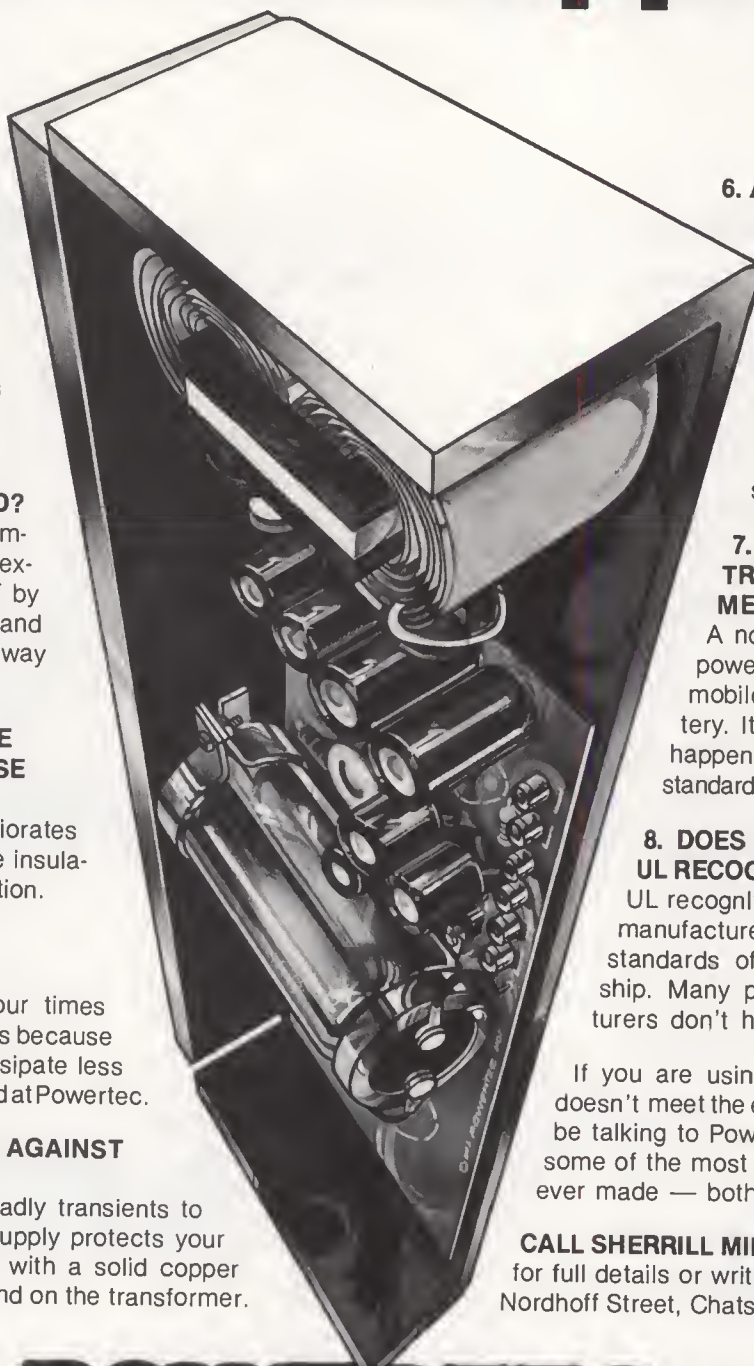 D?
m-
ex-
by
and
way
E
SE
iorates
e insula-
tion.
our times
s because
sipate less
d at Powertec.
AGAINST
adly transients to
upply protects your
with a solid copper
nd on the transformer.
POWERTEC INC
6. A
s
7.
TR
ME
A no
power
mobile
tery. It
happen
standard
8. DOES
UL RECOG
UL recogni
manufacture
standards of
ship. Many p
turers don't h
If you are usin
doesn't meet the e
be talking to Pow
some of the most
ever made — both
CALL SHERRILL MIL
for full details or writ
Nordhoff Street, Chats